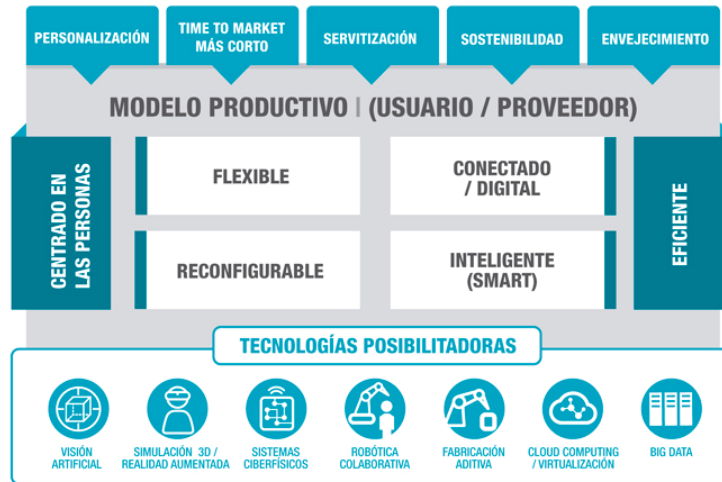 PERSONALIZACIÓN
TIME TO MARKET
MÁS CORTO
SERVITIZACIÓN
SOSTENIBILIDAD
ENVEJECIMIENTO
MODELO PRODUCTIVO | (USUARIO / PROVEEDOR)
CENTRADO EN
LAS PERSONAS
FLEXIBLE
CONECTADO
/ DIGITAL
RECONFIGURABLE
INTELIGENTE
(SMART)
EFICIENTE
TECNOLOGÍAS POSIBILITADORAS
VISIÓN
ARTIFICIAL
SIMULACIÓN 3D /
REALIDAD AUMENTADA
SISTEMAS
CIBERFÍSICOS
ROBÓTICA
COLABORATIVA
FABRICACIÓN
ADITIVA
CLOUD COMPUTING
/ VIRTUALIZACIÓN
BIG DATA